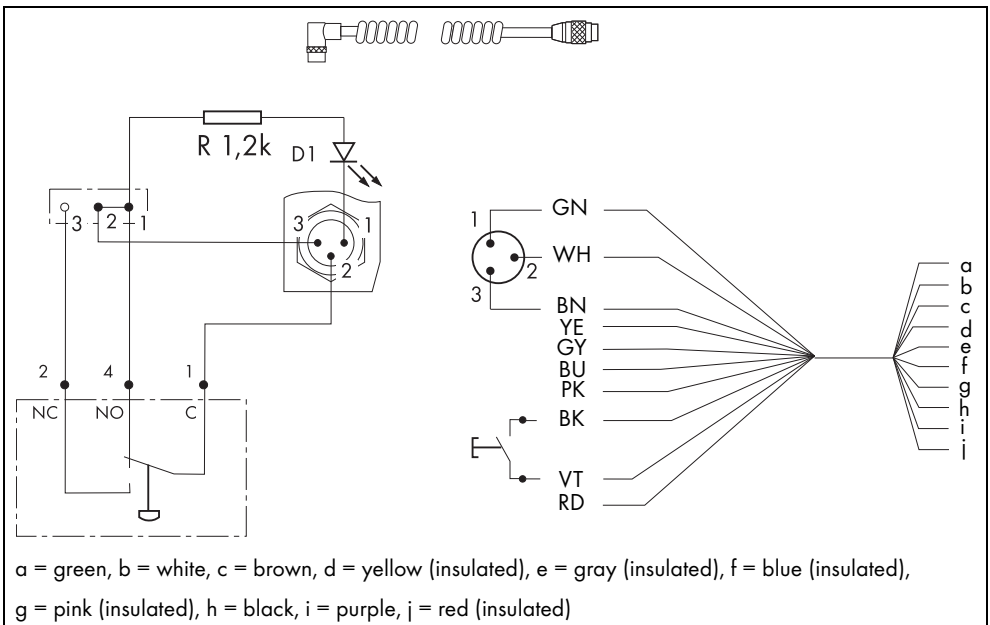 R 1,2k
D1
3 2 1
3 1
2
2 4 1
NC NO C
1
2
3
GN
WH
BN
YE
GY
BU
PK
BK
VT
RD
a
b
c
d
e
f
g
h
i
j
a = green, b = white, c = brown, d = yellow (insulated), e = gray (insulated), f = blue (insulated),
g = pink (insulated), h = black, i = purple, j = red (insulated)